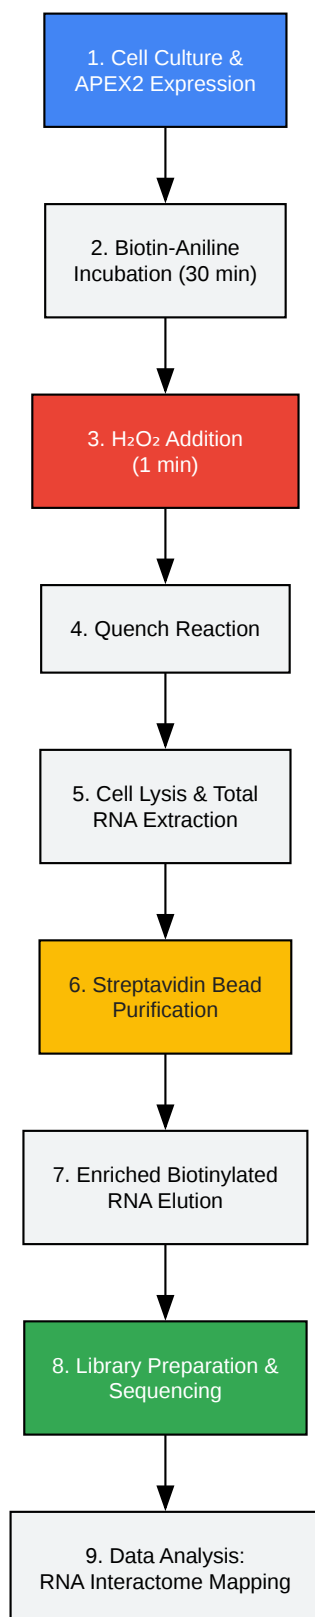 1. Cell Culture &
APEX2 Expression
2. Biotin-Aniline
Incubation (30 min)
3. H₂O₂ Addition
(1 min)
4. Quench Reaction
5. Cell Lysis & Total
RNA Extraction
6. Streptavidin Bead
Purification
7. Enriched Biotinylated
RNA Elution
8. Library Preparation &
Sequencing
9. Data Analysis:
RNA Interactome Mapping